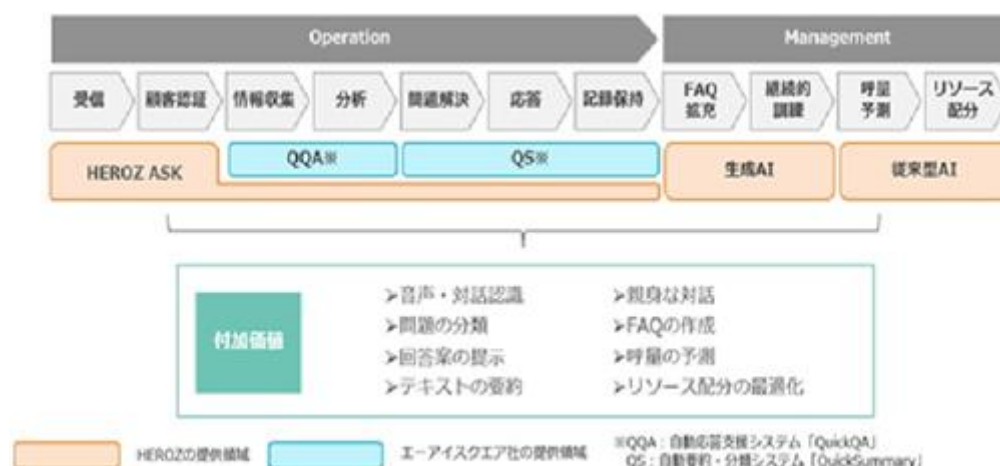 Operation
Management
受信
顧客認証
情報収集
分析
問題解決
応答
記録保持
FAQ
拡充
継続的
訓練
呼量
予測
リソース
配分
HEROZ ASK
QQA※
QS※
生成AI
従来型AI
付加価値
➢音声・対話認識
➢問題の分類
➢回答案の提示
➢テキストの要約
➢親身な対話
➢FAQの作成
➢呼量の予測
➢リソース配分の最適化
HEROZの提供領域
エーアイスクエア社の提供領域
※QQA：自動応答支援システム「QuickQA」
QS：自動要約・分類システム「QuickSummary」